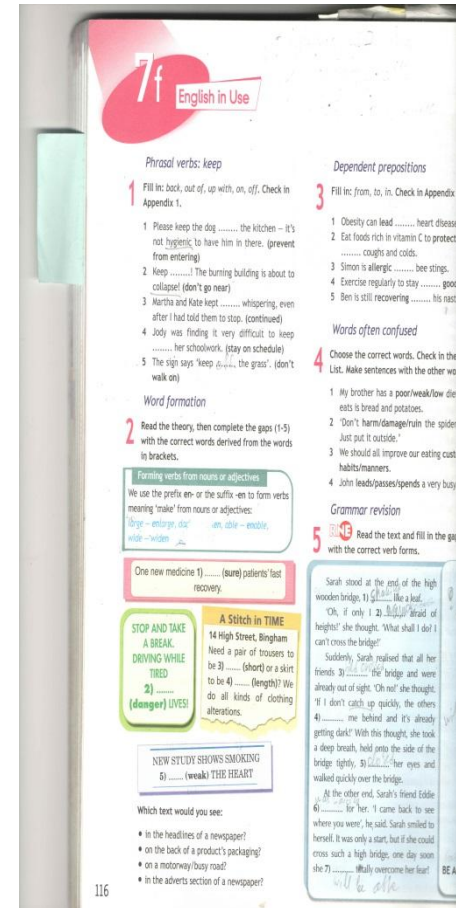 7f
English in Use
Phrasal verbs: keep
1 Fill in: back, out of, up with, on, off. Check in
Appendix 1.
1 Please keep the dog ........ the kitchen – it's
not hygienic to have him in there. (prevent
from entering)
2 Keep ........! The burning building is about to
collapse! (don't go near)
3 Martha and Kate kept ........ whispering, even
after I had told them to stop. (continued)
4 Jody was finding it very difficult to keep
........ her schoolwork. (stay on schedule)
5 The sign says 'keep ........ the grass'. (don't
walk on)
Word formation
2 Read the theory, then complete the gaps (1-5)
with the correct words derived from the words
in brackets.
Forming verbs from nouns or adjectives
We use the prefix en- or the suffix -en to form verbs
meaning 'make' from nouns or adjectives:
large – enlarge, able – enable,
wide – widen
One new medicine 1) ........ (sure) patients' fast
recovery.
STOP AND TAKE
A BREAK.
DRIVING WHILE
TIRED
2) ........
(danger) LIVES!
A Stitch in TIME
14 High Street, Bingham
Need a pair of trousers to
be 3) ....... (short) or a skirt
to be 4) ....... (length)? We
do all kinds of clothing
alterations.
NEW STUDY SHOWS SMOKING
5) ....... (weak) THE HEART
Which text would you see:
• in the headlines of a newspaper?
• on the back of a product's packaging?
• on a motorway/busy road?
• in the adverts section of a newspaper?
116
Dependent prepositions
3 Fill in: from, to, in. Check in Appendix
1 Obesity can lead ........ heart disease
2 Eat foods rich in vitamin C to protect
........ coughs and colds.
3 Simon is allergic ........ bee stings.
4 Exercise regularly to stay ........ good
5 Ben is still recovering ........ his nast
Words often confused
4 Choose the correct words. Check in the
List. Make sentences with the other wo
1 My brother has a poor/weak/low die
eats is bread and potatoes.
2 'Don't harm/damage/ruin the spider
Just put it outside.'
3 We should all improve our eating cust
habits/manners.
4 John leads/passes/spends a very busy
Grammar revision
5 Read the text and fill in the gap
with the correct verb forms.
Sarah stood at the end of the high
wooden bridge, 1) ........ like a leaf.
'Oh, if only I 2) ........ afraid of
heights!' she thought. 'What shall I do? I
can't cross the bridge!'
Suddenly, Sarah realised that all her
friends 3) ........ the bridge and were
already out of sight. 'Oh no!' she thought.
'If I don't catch up quickly, the others
4) ........ me behind and it's already
getting dark!' With this thought, she took
a deep breath, held onto the side of the
bridge tightly, 5) closed her eyes and
walked quickly over the bridge.
At the other end, Sarah's friend Eddie
6) ........ for her. 'I came back to see
where you were', he said. Sarah smiled to
herself. It was only a start, but if she could
cross such a high bridge, one day soon
she 7) ........ totally overcome her fear!
will be able
BE A